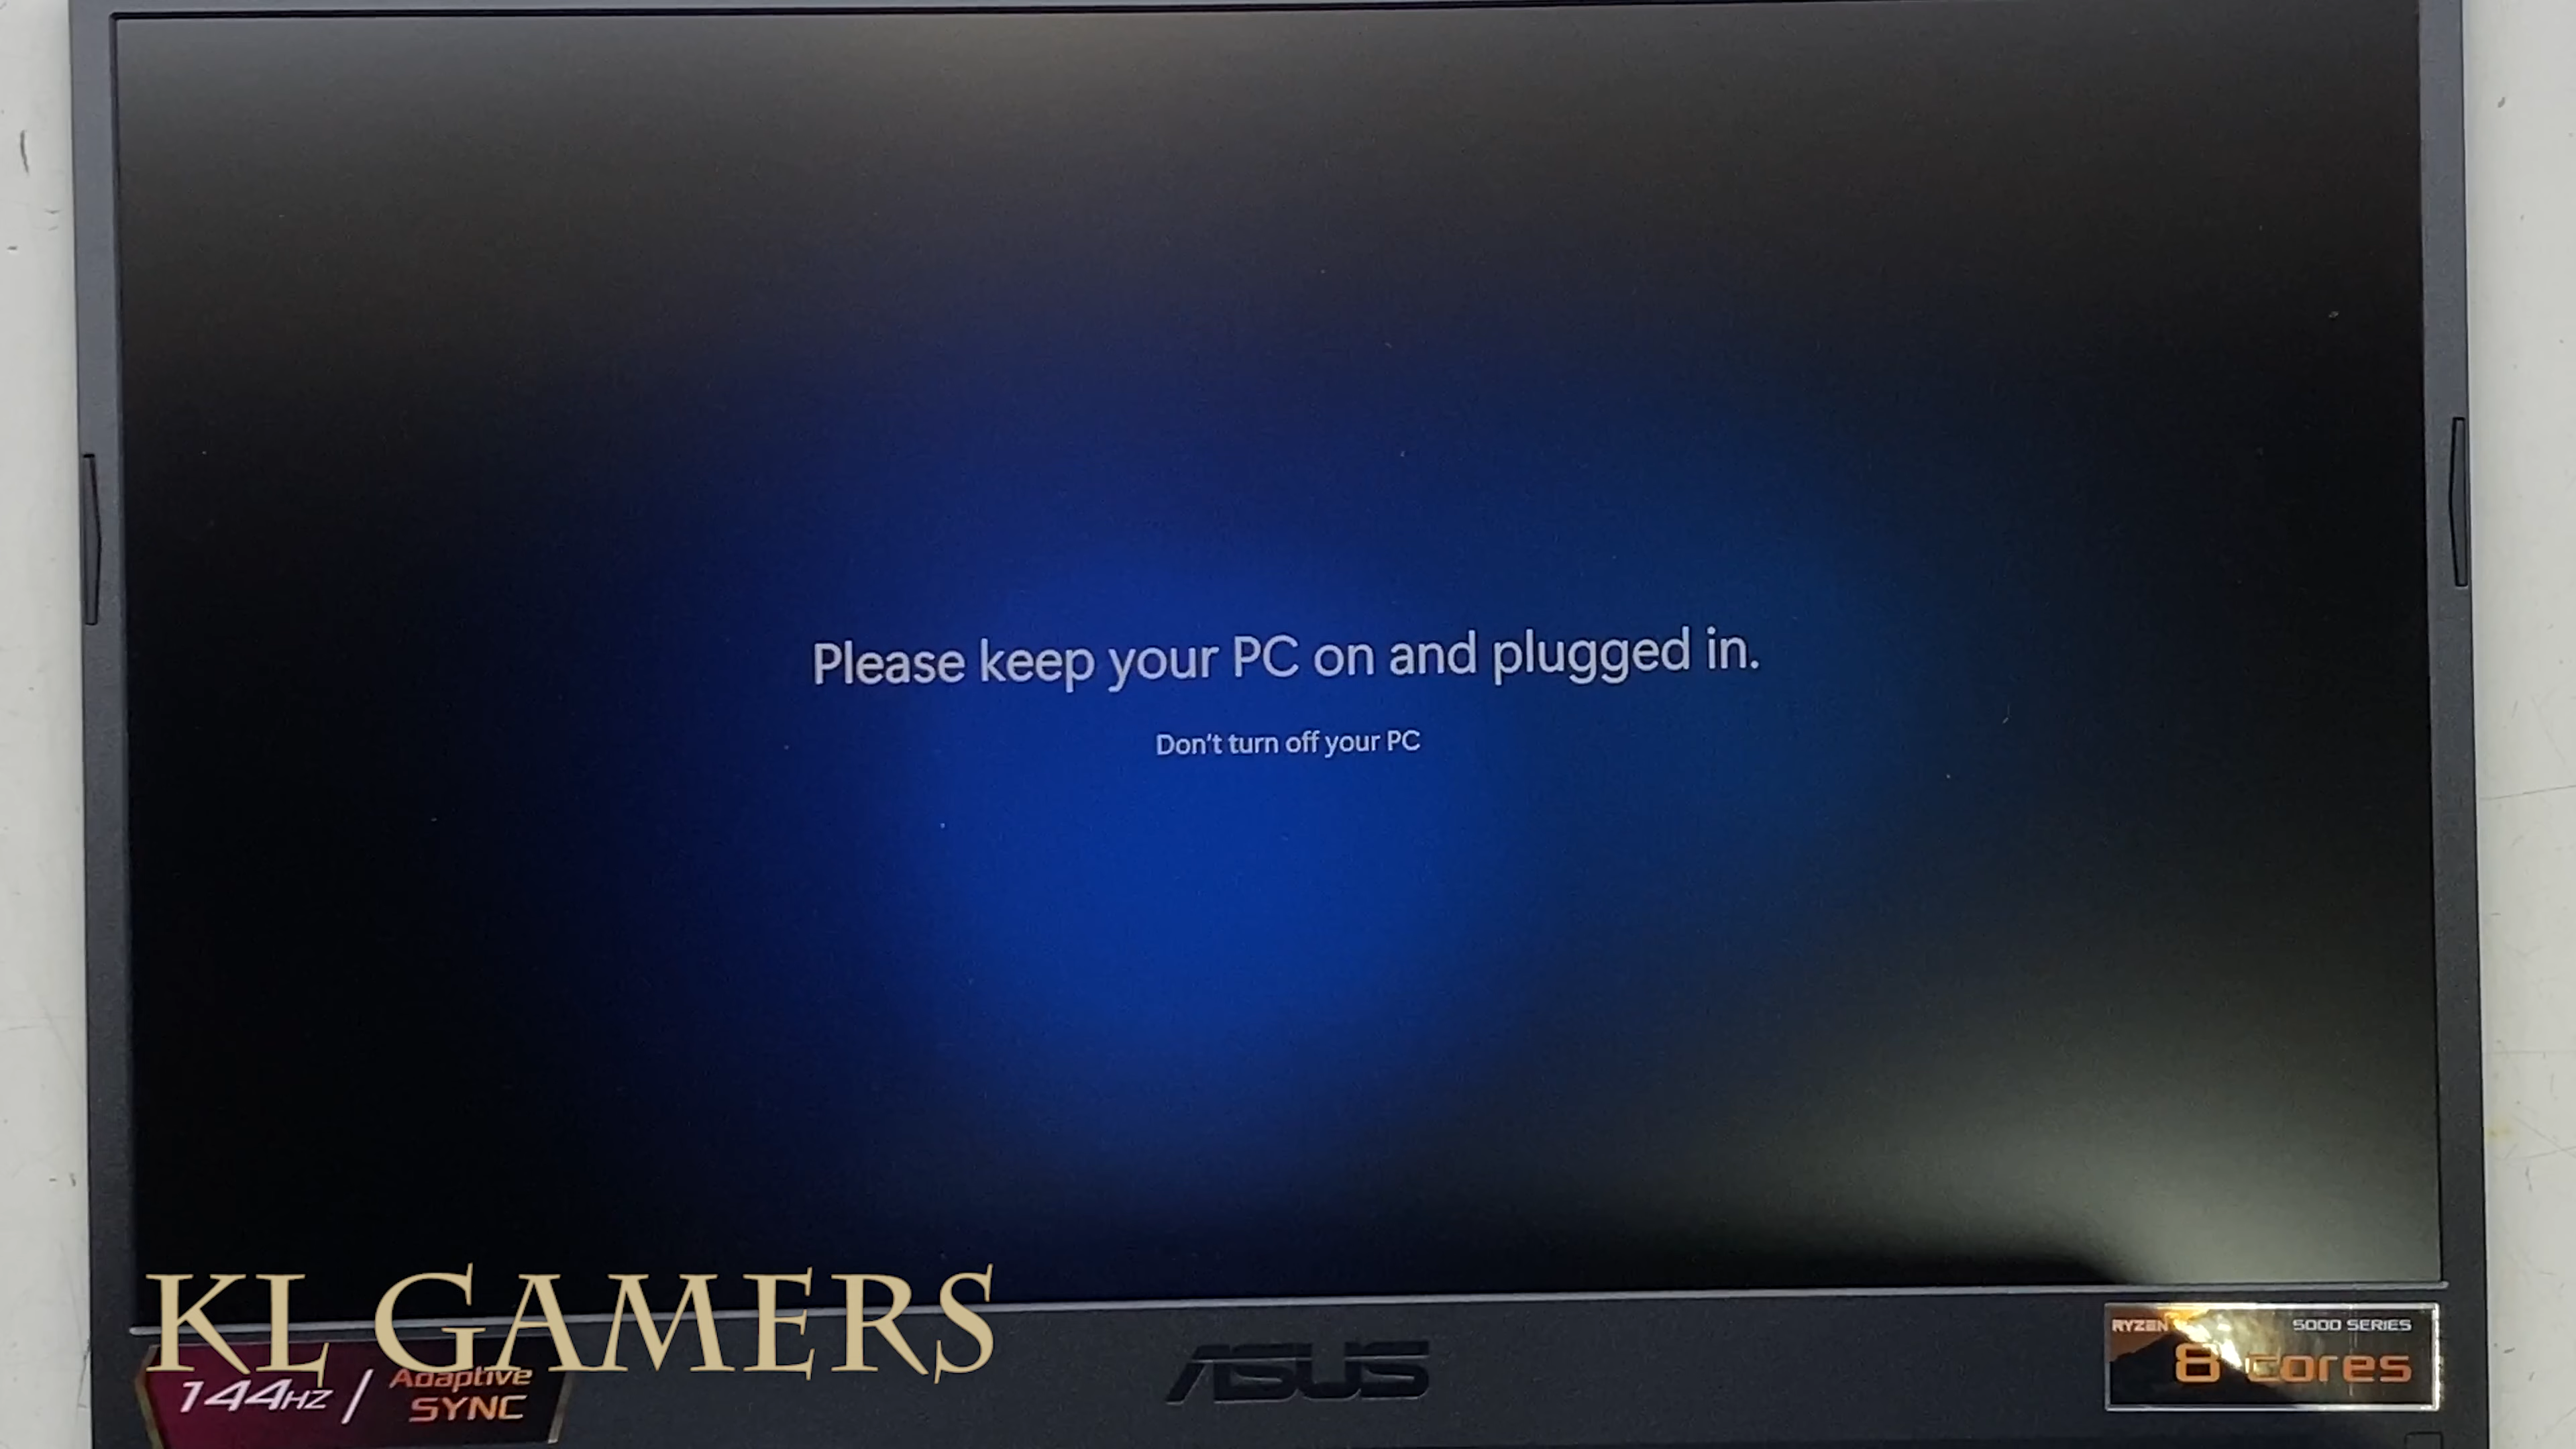 Please keep your PC on and plugged in.
Don't turn off your PC
KL GAMERS
144HZ / Adaptive
SYNC
ASUS
RYZEN 5000 SERIES
8 cores